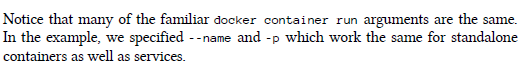 Notice that many of the familiar docker container run arguments are the same.
In the example, we specified --name and -p which work the same for standalone
containers as well as services.